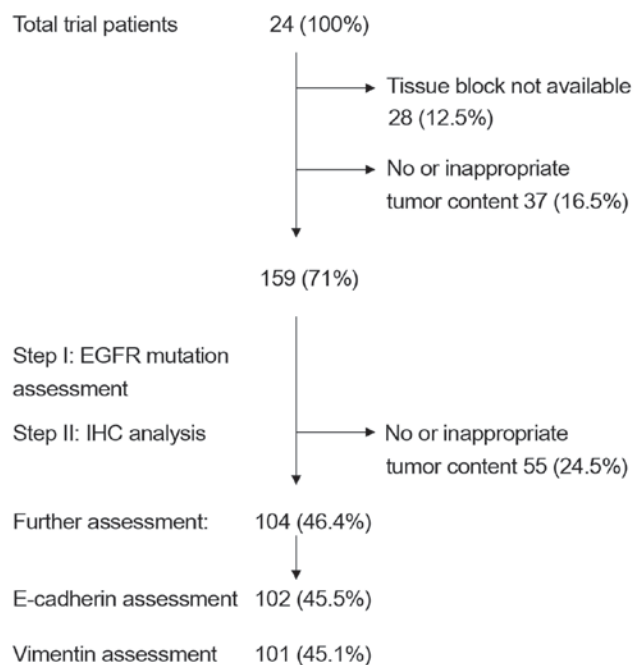 Total trial patients 24 (100%)
Tissue block not available
28 (12.5%)
No or inappropriate
tumor content 37 (16.5%)
159 (71%)
Step I: EGFR mutation
assessment
Step II: IHC analysis
No or inappropriate
tumor content 55 (24.5%)
Further assessment: 104 (46.4%)
E-cadherin assessment 102 (45.5%)
Vimentin assessment 101 (45.1%)